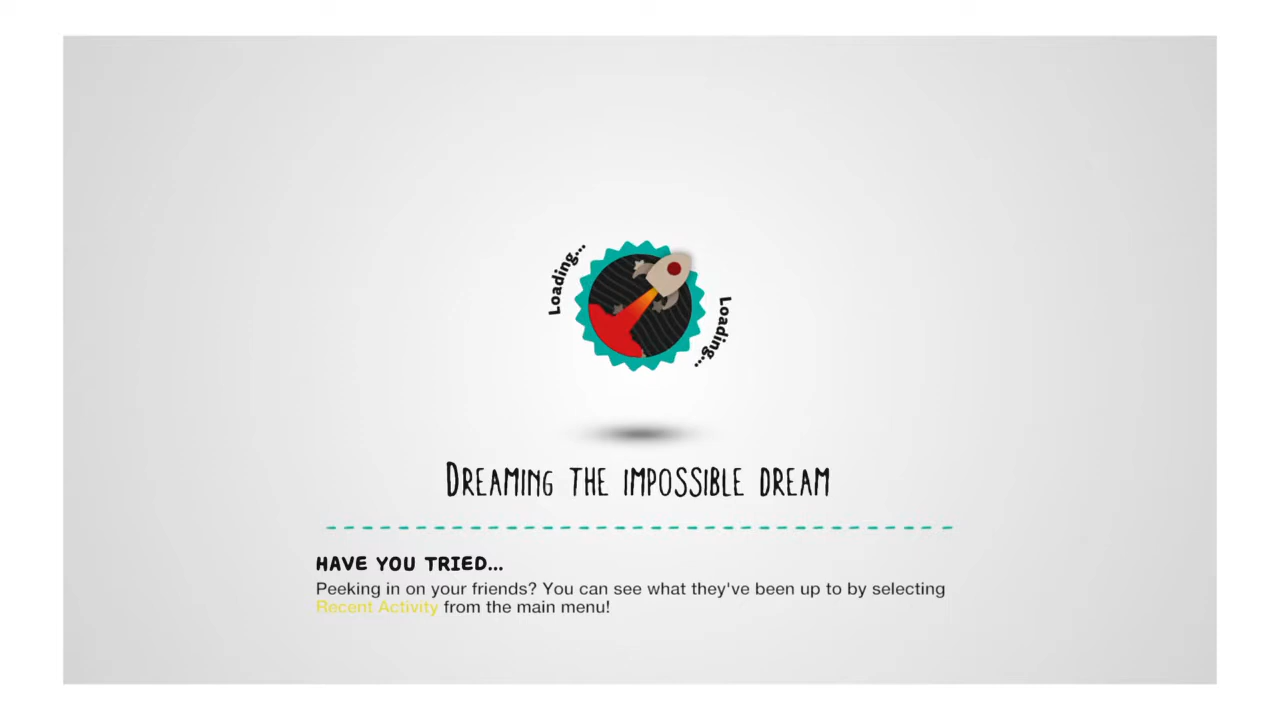 Loading...
Loading...
Dreaming the impossible dream
HAVE YOU TRIED...
Peeking in on your friends? You can see what they've been up to by selecting
Recent Activity from the main menu!